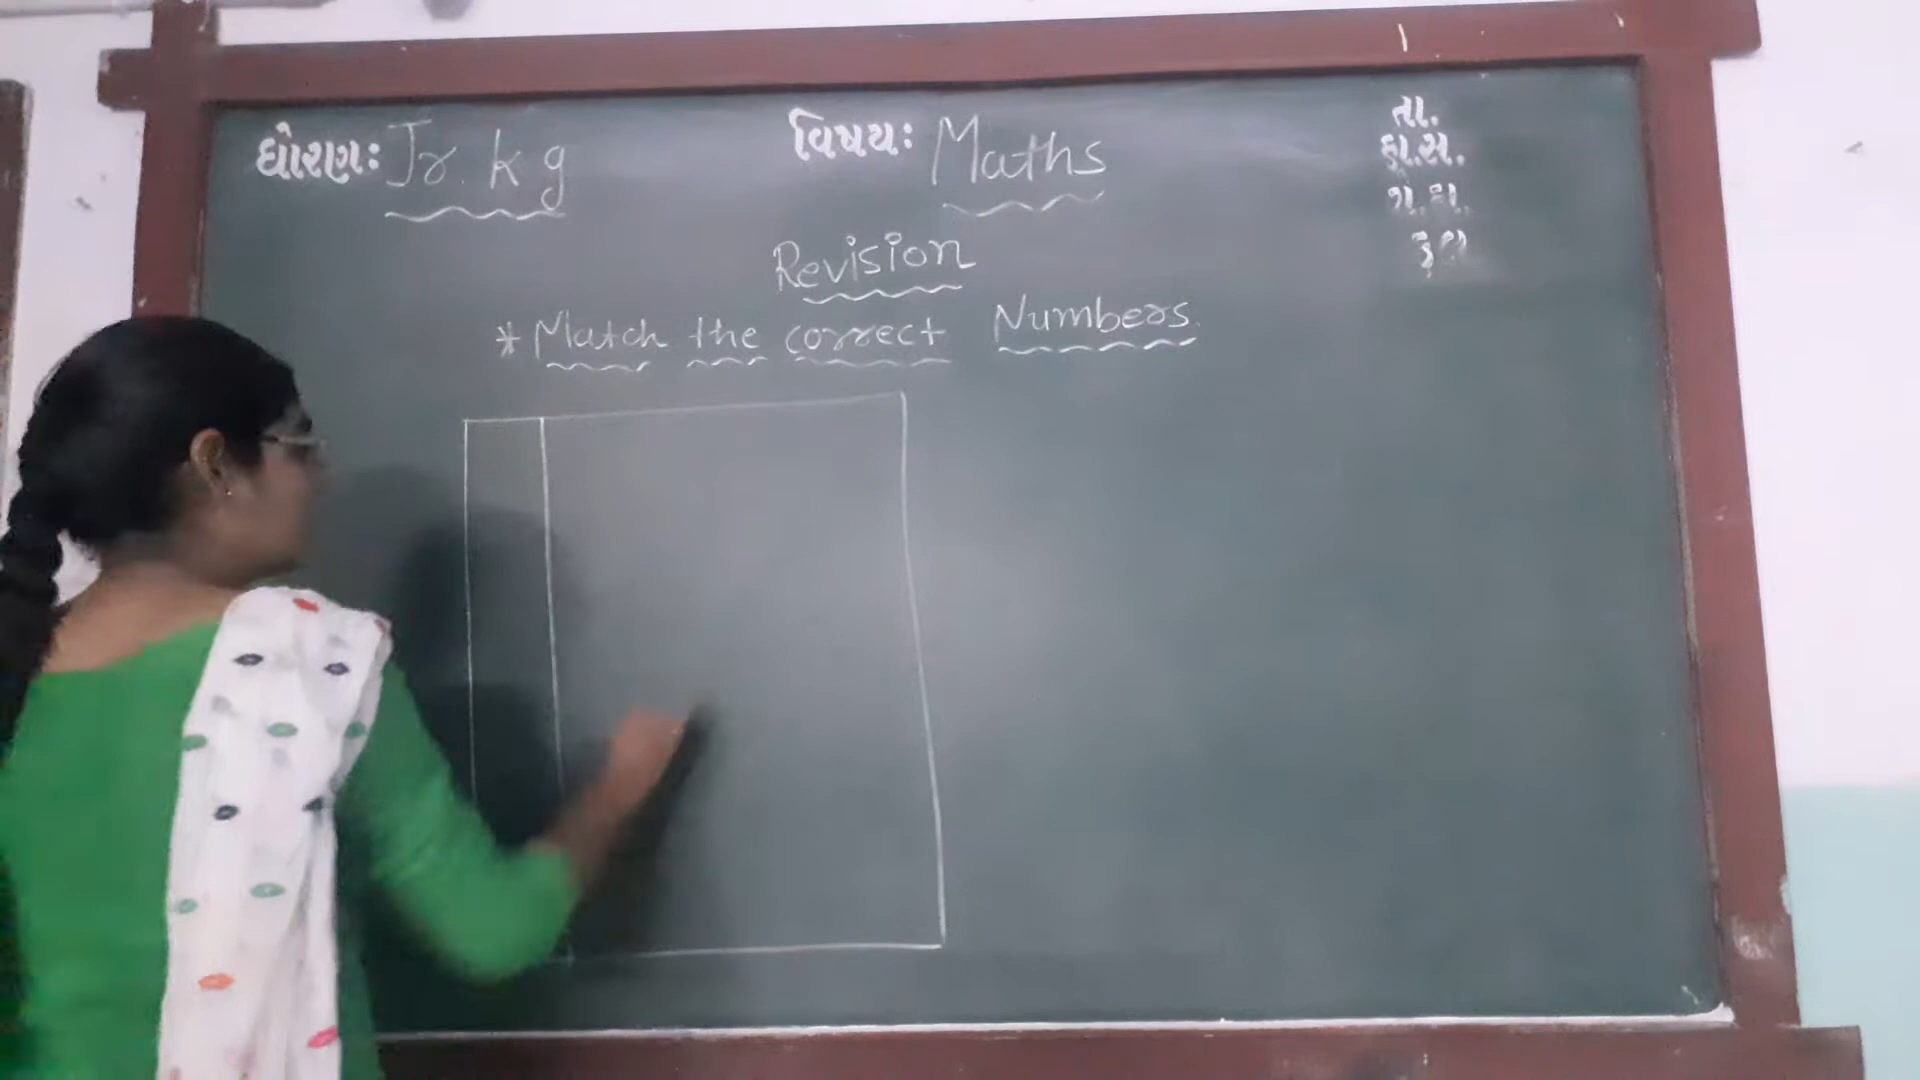 ધોરણઃ Jr. kg
વિષયઃ Maths
તા.
હા.સ.
ગે.હા.
કુલ
Revision
* Match the correct Numbers.